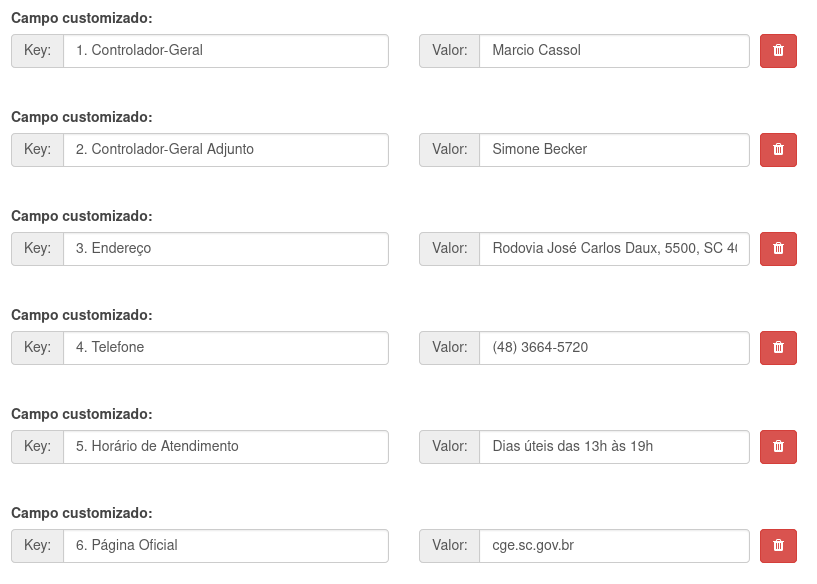 Campo customizado:
Key: 1. Controlador-Geral Valor: Marcio Cassol
Campo customizado:
Key: 2. Controlador-Geral Adjunto Valor: Simone Becker
Campo customizado:
Key: 3. Endereço Valor: Rodovia José Carlos Daux, 5500, SC
Campo customizado:
Key: 4. Telefone Valor: (48) 3664-5720
Campo customizado:
Key: 5. Horário de Atendimento Valor: Dias úteis das 13h às 19h
Campo customizado:
Key: 6. Página Oficial Valor: cge.sc.gov.br